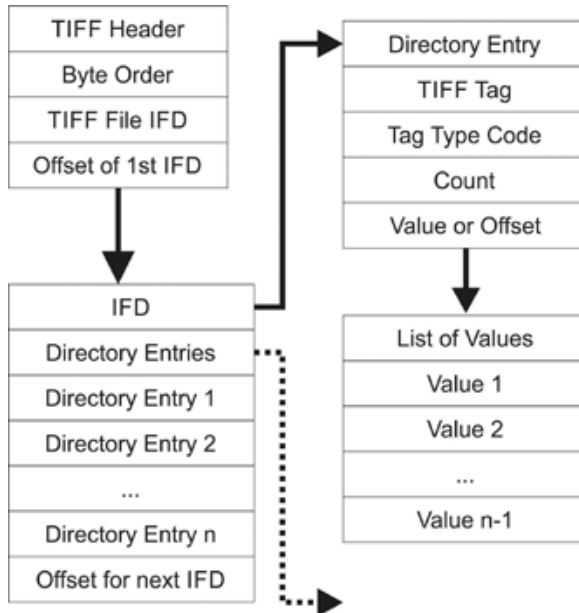 TIFF Header
Byte Order
TIFF File IFD
Offset of 1st IFD
IFD
Directory Entries
Directory Entry 1
Directory Entry 2
...
Directory Entry n
Offset for next IFD
Directory Entry
TIFF Tag
Tag Type Code
Count
Value or Offset
List of Values
Value 1
Value 2
...
Value n-1